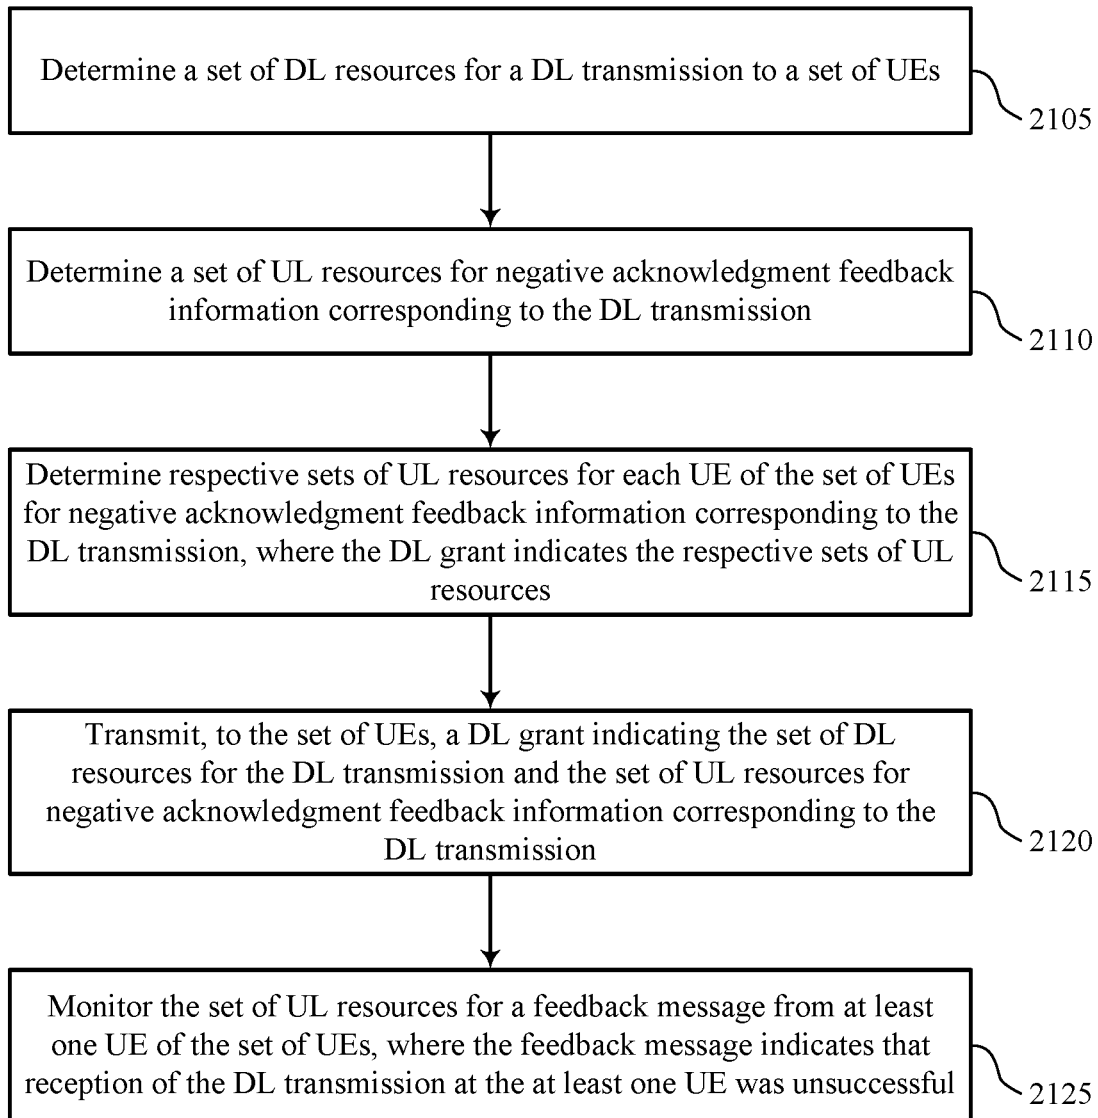 Determine a set of DL resources for a DL transmission to a set of UEs
2105
Determine a set of UL resources for negative acknowledgment feedback
information corresponding to the DL transmission
2110
Determine respective sets of UL resources for each UE of the set of UEs
for negative acknowledgment feedback information corresponding to the
DL transmission, where the DL grant indicates the respective sets of UL
resources
2115
Transmit, to the set of UEs, a DL grant indicating the set of DL
resources for the DL transmission and the set of UL resources for
negative acknowledgment feedback information corresponding to the
DL transmission
2120
Monitor the set of UL resources for a feedback message from at least
one UE of the set of UEs, where the feedback message indicates that
reception of the DL transmission at the at least one UE was unsuccessful
2125